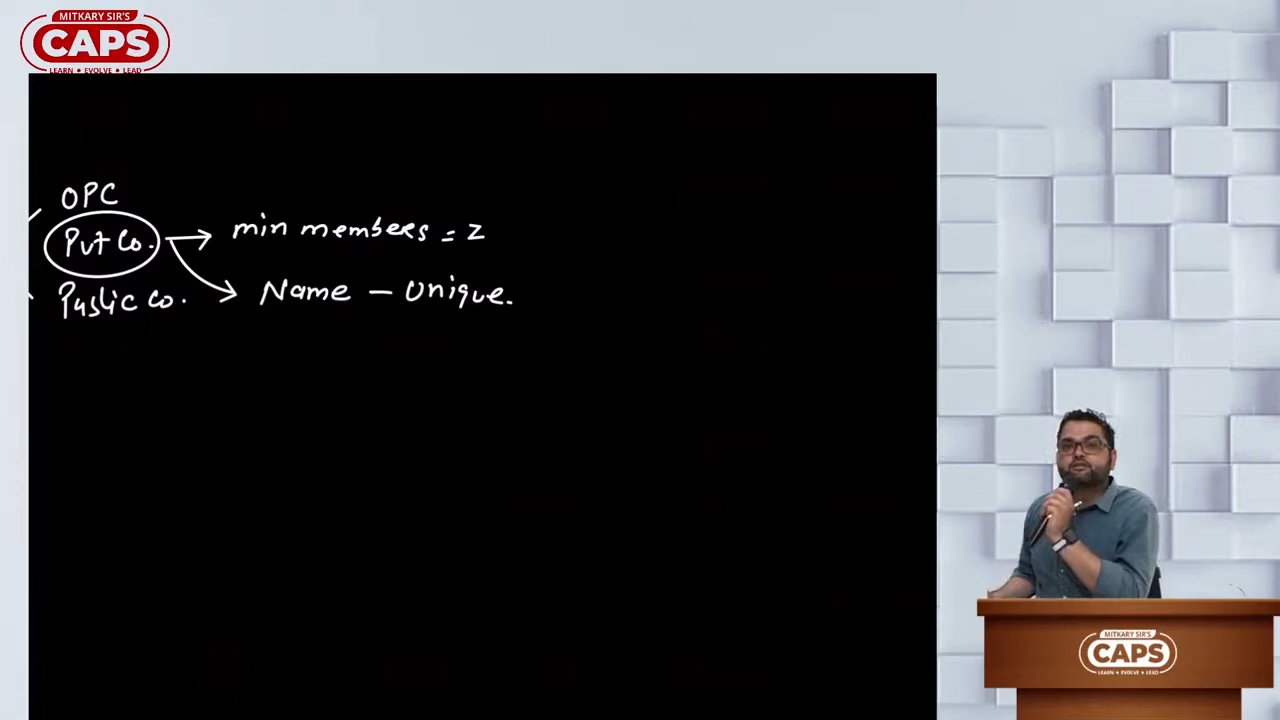 MITKARY SIR'S
CAPS
LEARN • EVOLVE • LEAD
OPC
Pvt Co. → min members = 2
Public Co. → Name – Unique.
MITKARY SIR'S
CAPS
LEARN • EVOLVE • LEAD